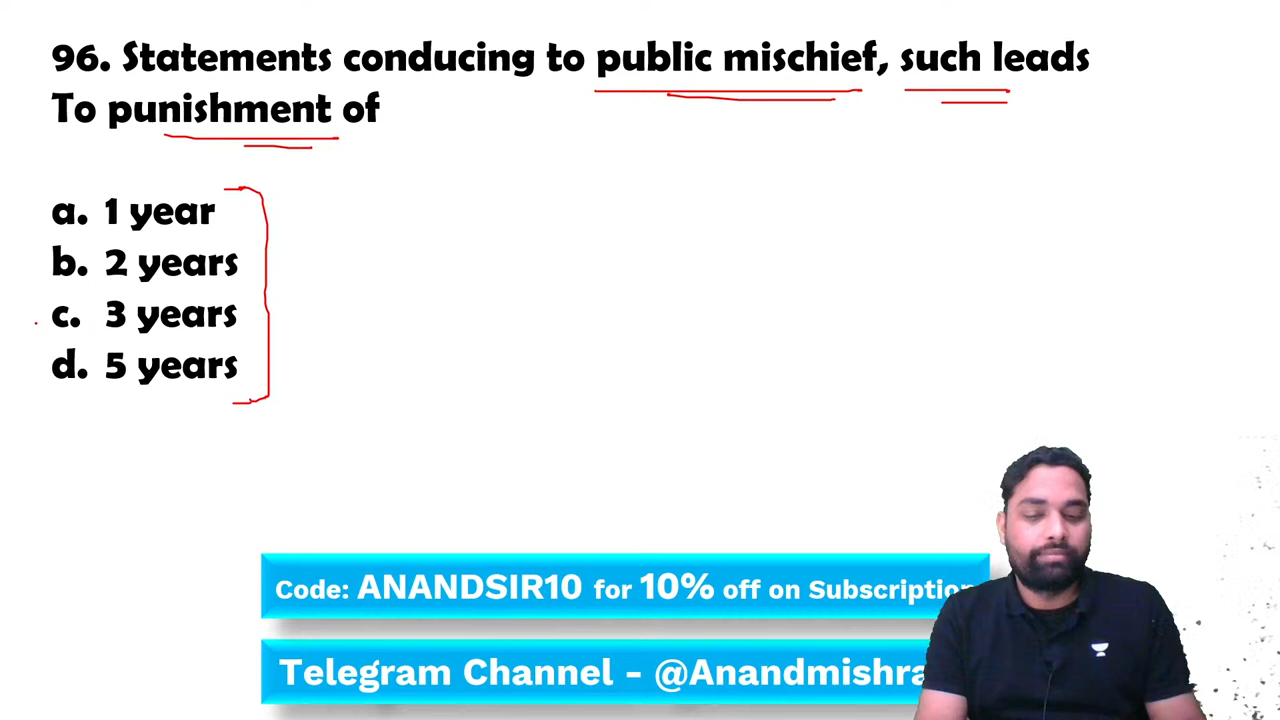 96. Statements conducing to public mischief, such leads
To punishment of
a. 1 year
b. 2 years
c. 3 years
d. 5 years
Code: ANANDSIR10 for 10% off on Subscription
Telegram Channel - @Anandmishra